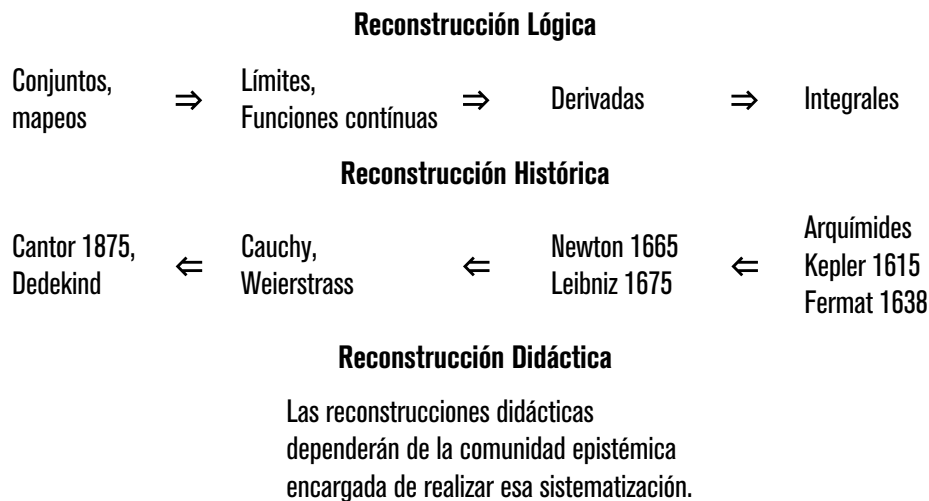 Reconstrucción Lógica
Conjuntos, mapeos ⇒ Límites, Funciones contínuas ⇒ Derivadas ⇒ Integrales
Reconstrucción Histórica
Cantor 1875, Dedekind ⇐ Cauchy, Weierstrass ⇐ Newton 1665 Leibniz 1675 ⇐ Arquímides Kepler 1615 Fermat 1638
Reconstrucción Didáctica
Las reconstrucciones didácticas
dependerán de la comunidad epistémica
encargada de realizar esa sistematización.